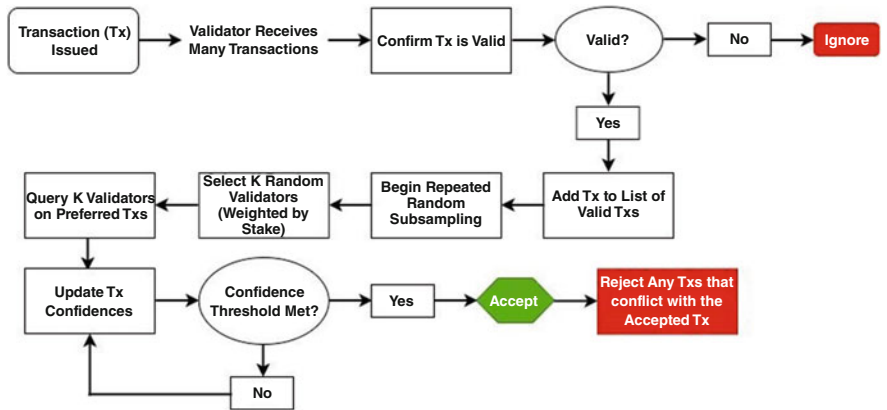 Transaction (Tx)
Issued
Validator Receives
Many Transactions
Confirm Tx is Valid
Valid?
No
Ignore
Yes
Query K Validators
on Preferred Txs
Select K Random
Validators
(Weighted by
Stake)
Begin Repeated
Random
Subsampling
Add Tx to List of
Valid Txs
Update Tx
Confidences
Confidence
Threshold Met?
Yes
Accept
Reject Any Txs that
conflict with the
Accepted Tx
No